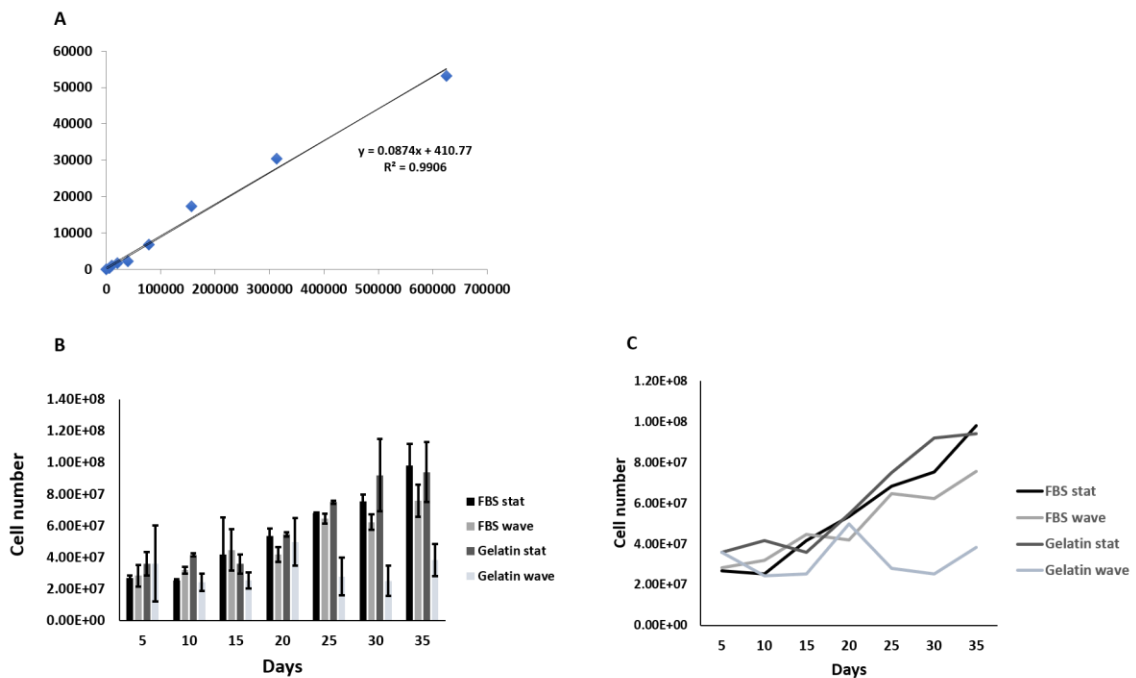 A
60000
50000
40000
30000
20000
10000
0
y = 0.0874x + 410.77
R² = 0.9906
0 100000 200000 300000 400000 500000 600000 700000
B
Cell number
1.40E+08
1.20E+08
1.00E+08
8.00E+07
6.00E+07
4.00E+07
2.00E+07
0.00E+00
5 10 15 20 25 30 35
Days
FBS stat
FBS wave
Gelatin stat
Gelatin wave
C
Cell number
1.20E+08
1.00E+08
8.00E+07
6.00E+07
4.00E+07
2.00E+07
0.00E+00
5 10 15 20 25 30 35
Days
FBS stat
FBS wave
Gelatin stat
Gelatin wave